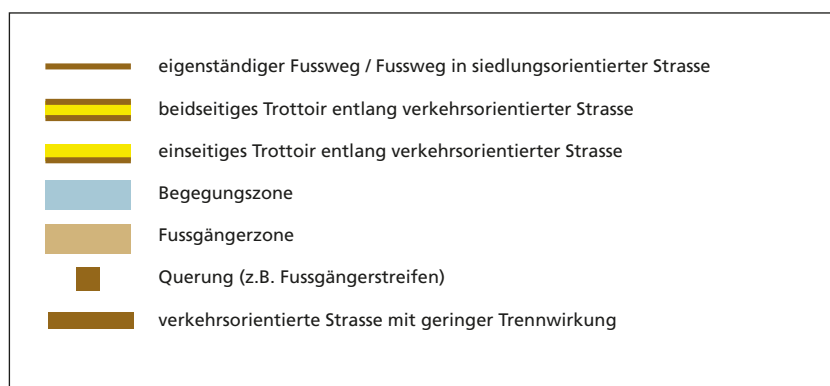 eigenständiger Fussweg / Fussweg in siedlungsorientierter Strasse
beidseitiges Trottoir entlang verkehrsorientierter Strasse
einseitiges Trottoir entlang verkehrsorientierter Strasse
Begegungszone
Fussgängerzone
Querung (z.B. Fussgängerstreifen)
verkehrsorientierte Strasse mit geringer Trennwirkung